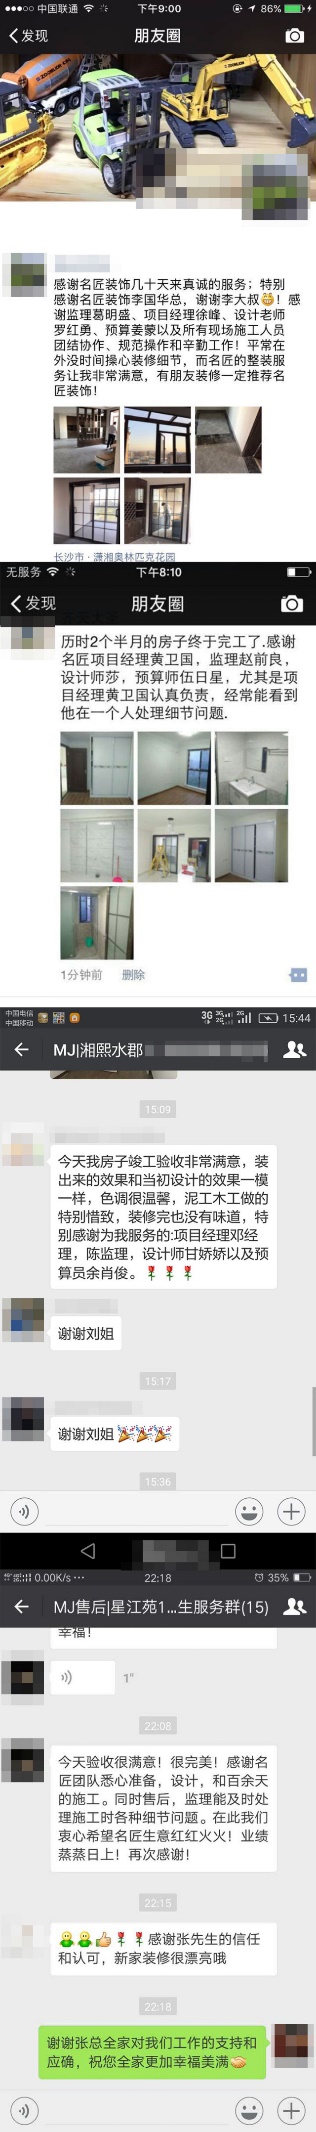 中国联通 下午9:00 86%
发现 朋友圈
感谢名匠装饰几十天来真诚的服务；特别
感谢名匠装饰李国华总，谢谢李大叔😁！感
谢监理葛明盛、项目经理徐峰、设计老师
罗红勇、预算姜蒙以及所有现场施工人员
团结协作、规范操作和辛勤工作！平常在
外没时间操心装修细节，而名匠的整装服
务让我非常满意，有朋友装修一定推荐名
匠装饰！
长沙市·潇湘奥林匹克花园
无服务 下午8:10
发现 朋友圈
历时2个半月的房子终于完工了.感谢
名匠项目经理黄卫国，监理赵前良，
设计师莎，预算师伍日星，尤其是项
目经理黄卫国认真负责，经常能看到
他在一个人处理细节问题.
1分钟前 删除
中国电信
中国移动
3G 3G 2G 2G 15:44
MJ|湘熙水郡
15:09
今天我房子竣工验收非常满意，装
出来的效果和当初设计的效果一模
一样，色调很温馨，泥工木工做的
特别惜致，装修完也没有味道，特
别感谢为我服务的:项目经理邓经
理，陈监理，设计师甘娇娇以及预
算员余肖俊。🌹🌹🌹
谢谢刘姐
15:17
谢谢刘姐🎉🎉🎉
15:36
0.00K/s ··· 22:18 35%
MJ售后|星江苑1...生服务群(15)
幸福！
1"
22:08
今天验收很满意！很完美！感谢名
匠团队悉心准备，设计，和百余天
的施工。同时售后，监理能及时处
理施工时各种细节问题。在此我们
衷心希望名匠生意红红火火！业绩
蒸蒸日上！再次感谢！
22:15
👍🌹🌹感谢张先生的信任
和认可，新家装修很漂亮哦
22:18
谢谢张总全家对我们工作的支持和
应确，祝您全家更加幸福美满🤝